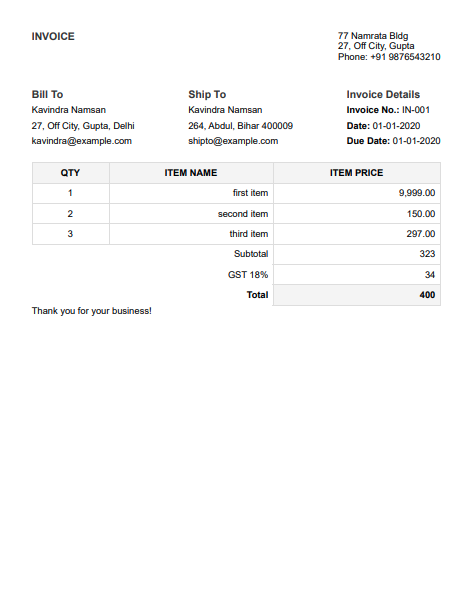 INVOICE
77 Namrata Bldg
27, Off City, Gupta
Phone: +91 9876543210
Bill To
Kavindra Namsan
27, Off City, Gupta, Delhi
kavindra@example.com
Ship To
Kavindra Namsan
264, Abdul, Bihar 400009
shipto@example.com
Invoice Details
Invoice No.: IN-001
Date: 01-01-2020
Due Date: 01-01-2020
QTY ITEM NAME ITEM PRICE
1 first item 9,999.00
2 second item 150.00
3 third item 297.00
Subtotal 323
GST 18% 34
Total 400
Thank you for your business!